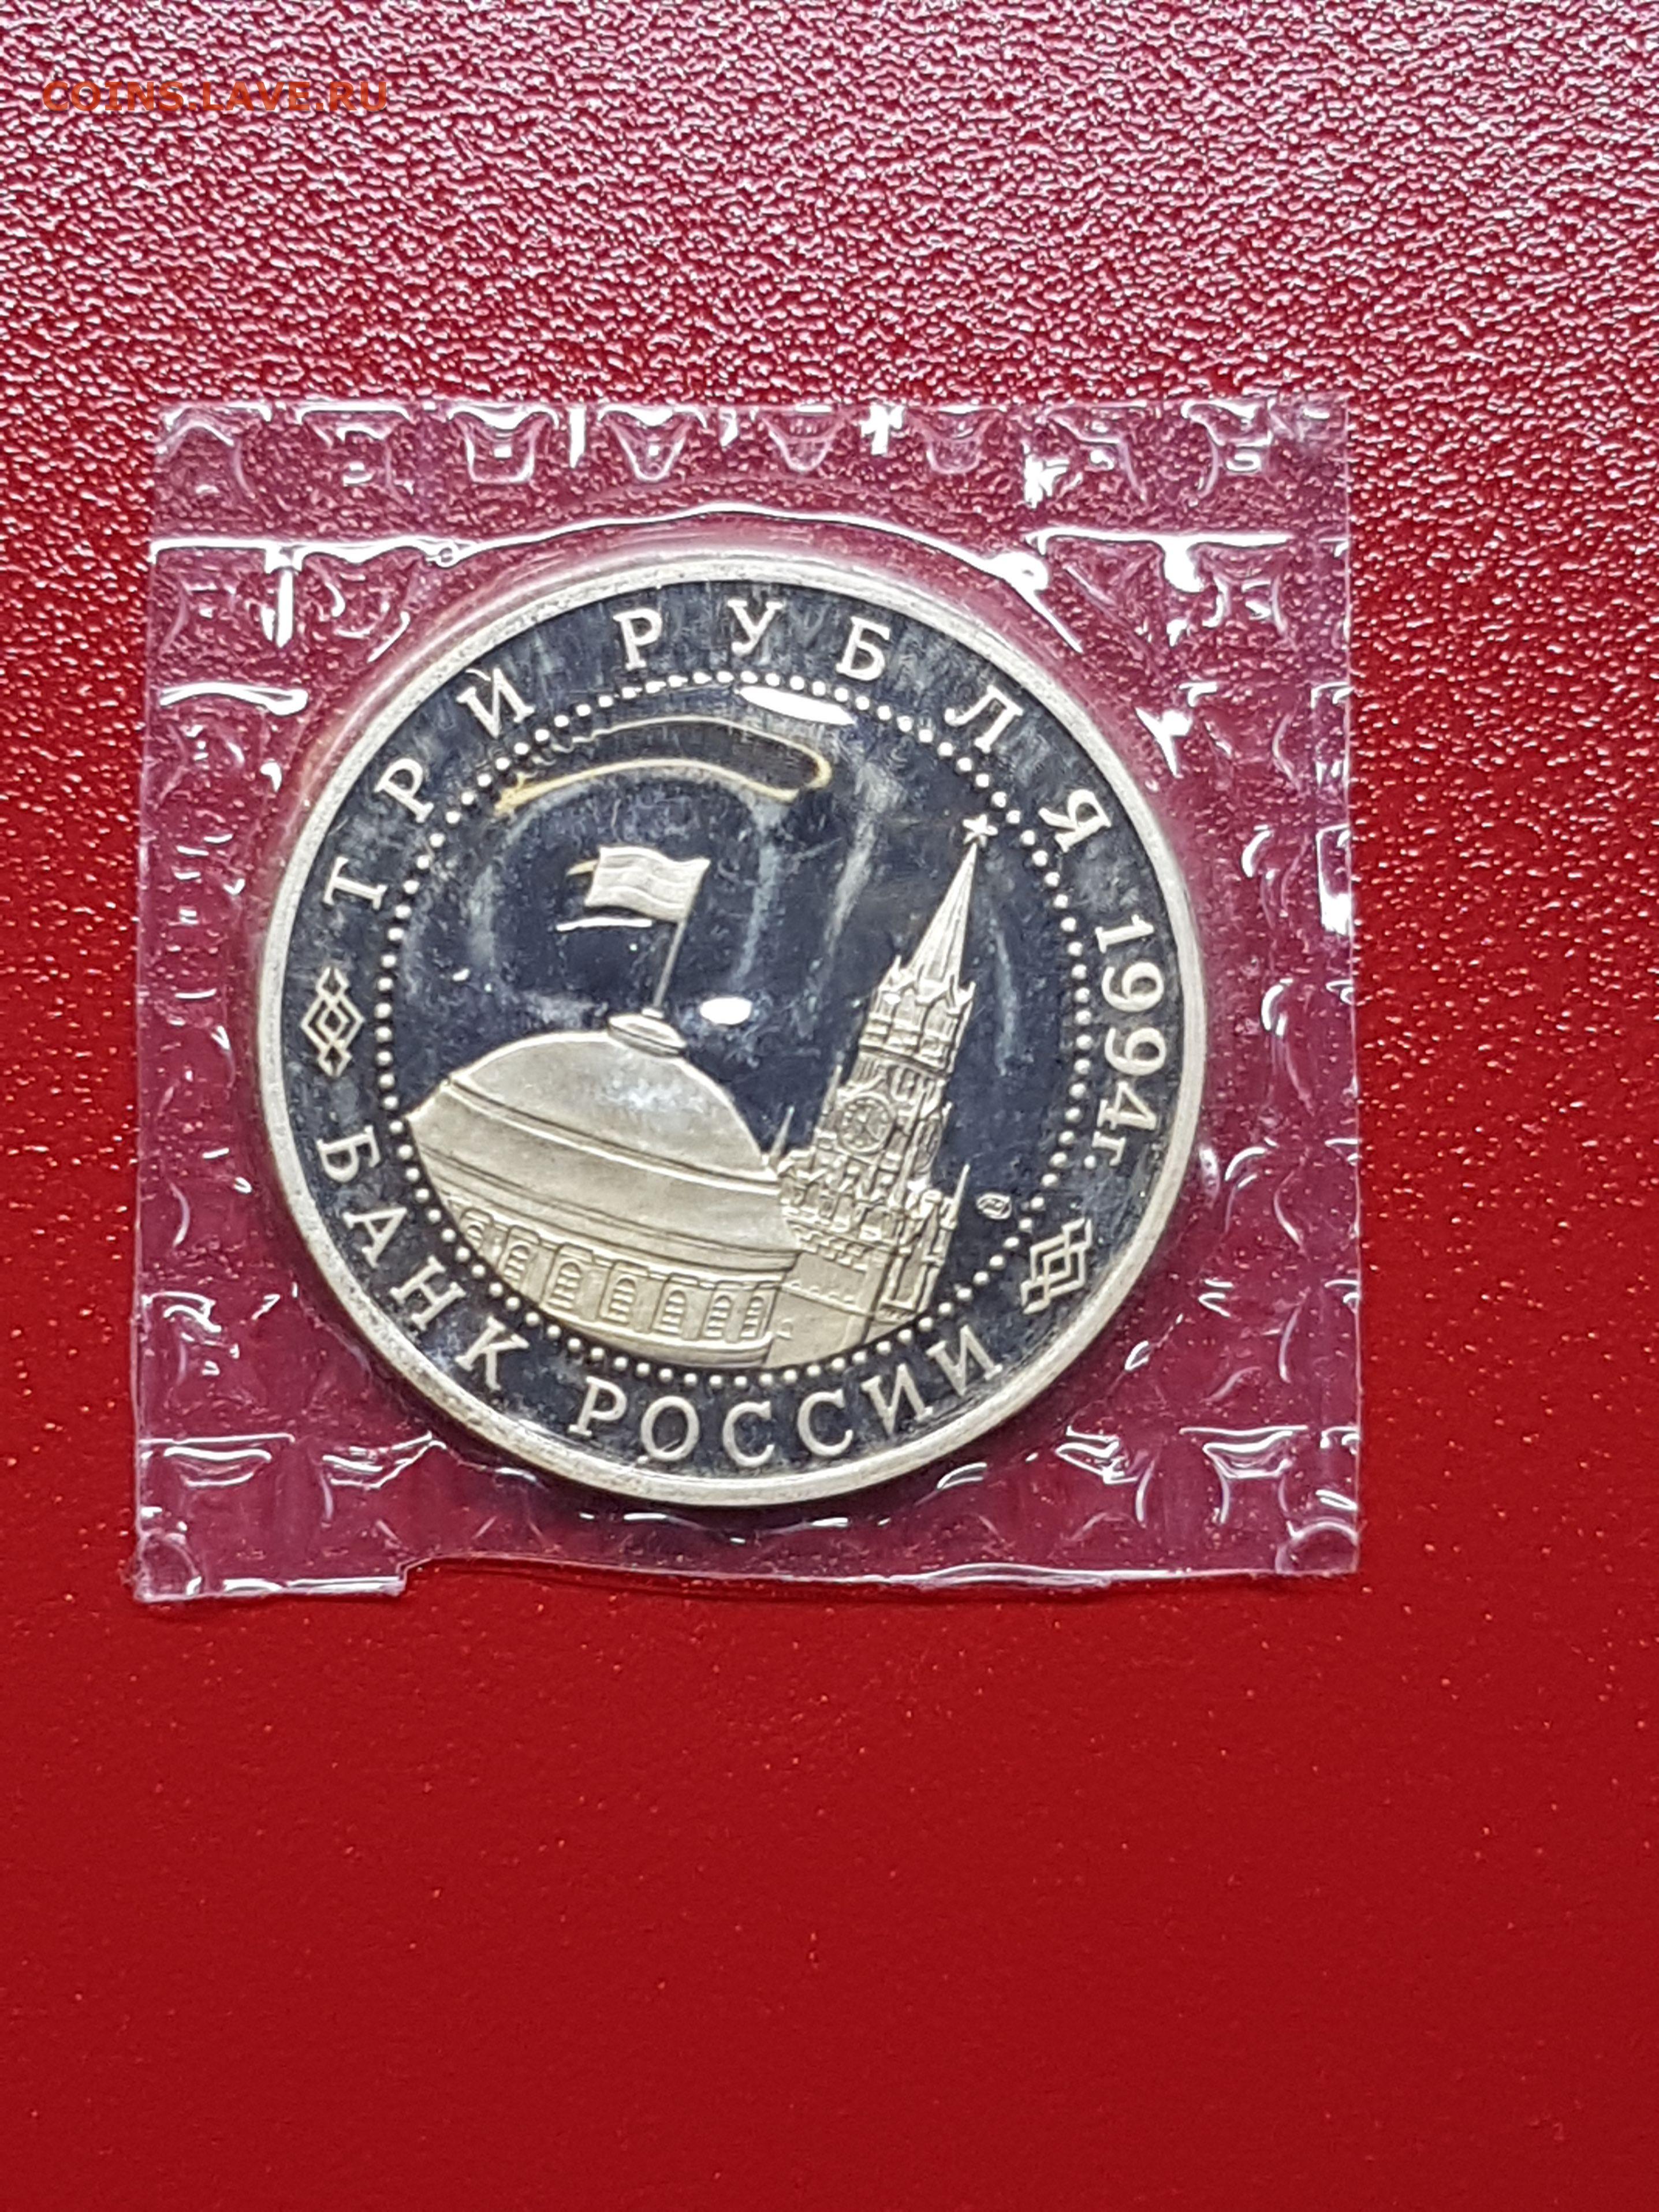 COINS.LAVE.RU
ТРИ РУБЛЯ 1994г.
БАНК РОССИИ